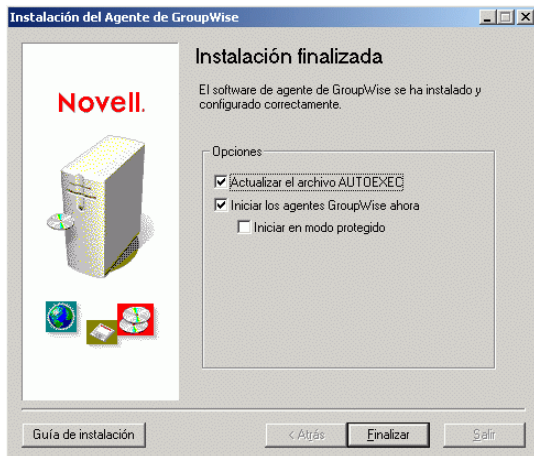 Instalación del Agente de GroupWise
Novell.
Instalación finalizada
El software de agente de GroupWise se ha instalado y
configurado correctamente.
Opciones
Actualizar el archivo AUTOEXEC
Iniciar los agentes GroupWise ahora
Iniciar en modo protegido
Guía de instalación
< Atrás
Finalizar
Salir